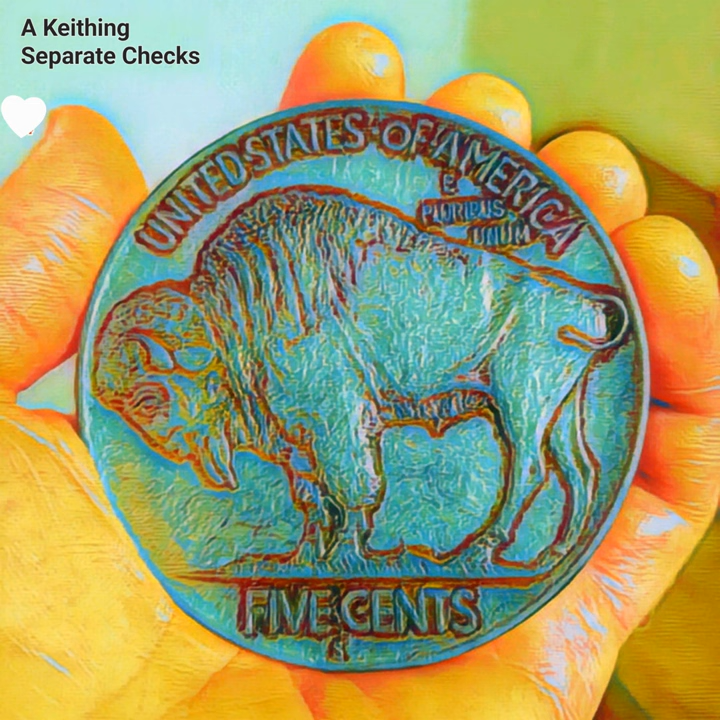 A Keithing
Separate Checks
UNITED STATES OF AMERICA
E
PLURIBUS
UNUM
FIVE CENTS
S